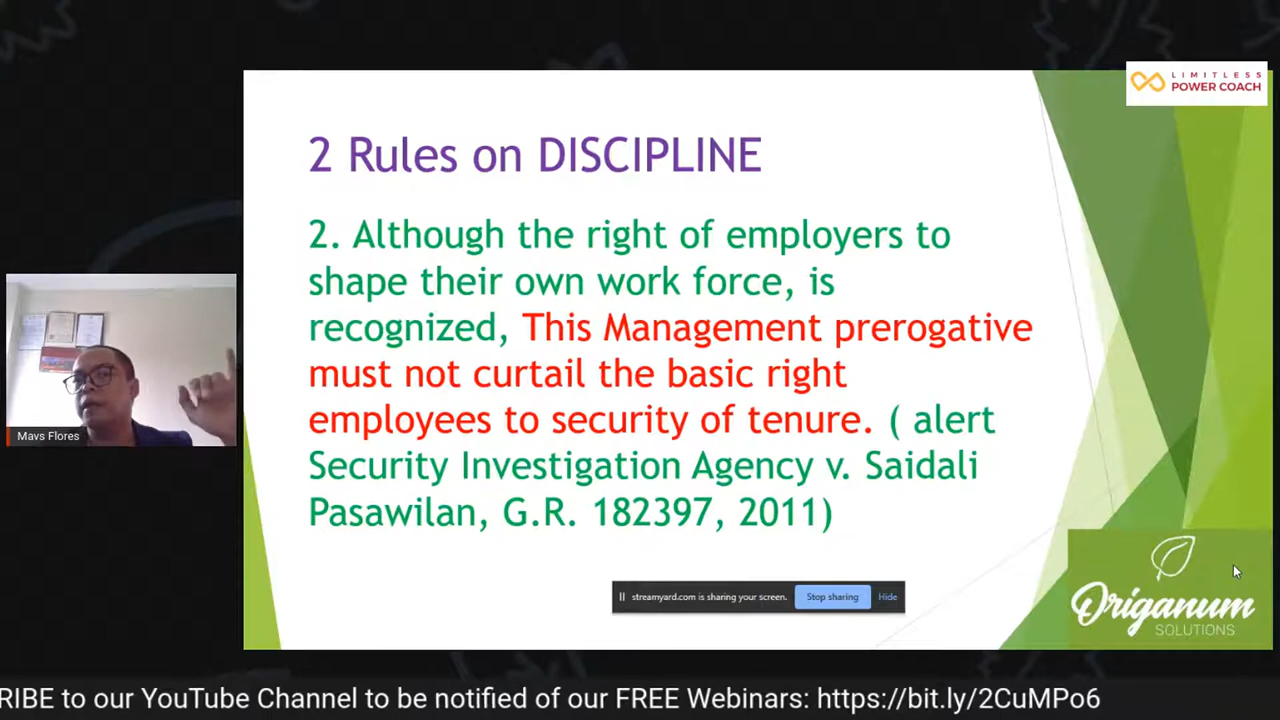 LIMITLESS
POWER COACH
2 Rules on DISCIPLINE
2. Although the right of employers to
shape their own work force, is
recognized, This Management prerogative
must not curtail the basic right
employees to security of tenure. ( alert
Security Investigation Agency v. Saidali
Pasawilan, G.R. 182397, 2011)
Mavs Flores
streamyard.com is sharing your screen. Stop sharing Hide
Origanum
SOLUTIONS
RIBE to our YouTube Channel to be notified of our FREE Webinars: https://bit.ly/2CuMPo6